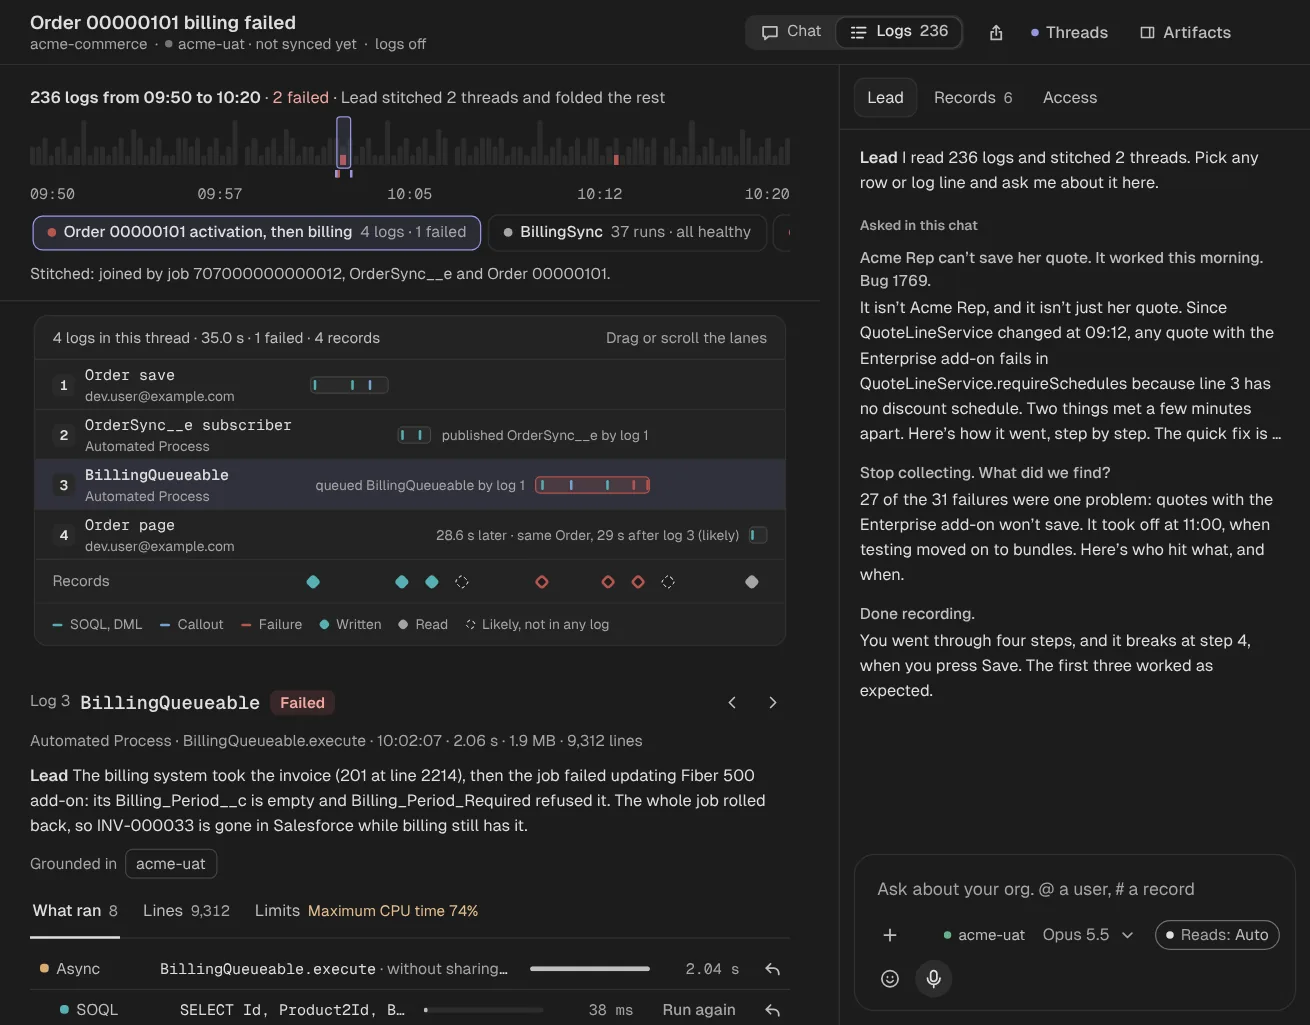 Order 00000101 billing failed
acme-commerce · acme-uat · not synced yet · logs off
Chat
Logs 236
Threads
Artifacts
236 logs from 09:50 to 10:20 · 2 failed · Lead stitched 2 threads and folded the rest
09:50 09:57 10:05 10:12 10:20
Order 00000101 activation, then billing 4 logs · 1 failed
BillingSync 37 runs · all healthy
Stitched: joined by job 707000000000012, OrderSync__e and Order 00000101.
4 logs in this thread · 35.0 s · 1 failed · 4 records
Drag or scroll the lanes
1 Order save
dev.user@example.com
2 OrderSync__e subscriber
Automated Process
published OrderSync__e by log 1
3 BillingQueueable
Automated Process
queued BillingQueueable by log 1
4 Order page
dev.user@example.com
28.6 s later · same Order, 29 s after log 3 (likely)
Records
SOQL, DML Callout Failure Written Read Likely, not in any log
Log 3 BillingQueueable Failed
Automated Process · BillingQueueable.execute · 10:02:07 · 2.06 s · 1.9 MB · 9,312 lines
Lead The billing system took the invoice (201 at line 2214), then the job failed updating Fiber 500
add-on: its Billing_Period__c is empty and Billing_Period_Required refused it. The whole job rolled
back, so INV-000033 is gone in Salesforce while billing still has it.
Grounded in acme-uat
What ran 8 Lines 9,312 Limits Maximum CPU time 74%
Async BillingQueueable.execute · without sharing… 2.04 s
SOQL SELECT Id, Product2Id, B… 38 ms Run again
Lead Records 6 Access
Lead I read 236 logs and stitched 2 threads. Pick any
row or log line and ask me about it here.
Asked in this chat
Acme Rep can’t save her quote. It worked this morning.
Bug 1769.
It isn’t Acme Rep, and it isn’t just her quote. Since
QuoteLineService changed at 09:12, any quote with the
Enterprise add-on fails in
QuoteLineService.requireSchedules because line 3 has
no discount schedule. Two things met a few minutes
apart. Here’s how it went, step by step. The quick fix is ...
Stop collecting. What did we find?
27 of the 31 failures were one problem: quotes with the
Enterprise add-on won’t save. It took off at 11:00, when
testing moved on to bundles. Here’s who hit what, and
when.
Done recording.
You went through four steps, and it breaks at step 4,
when you press Save. The first three worked as
expected.
Ask about your org. @ a user, # a record
acme-uat Opus 5.5 Reads: Auto